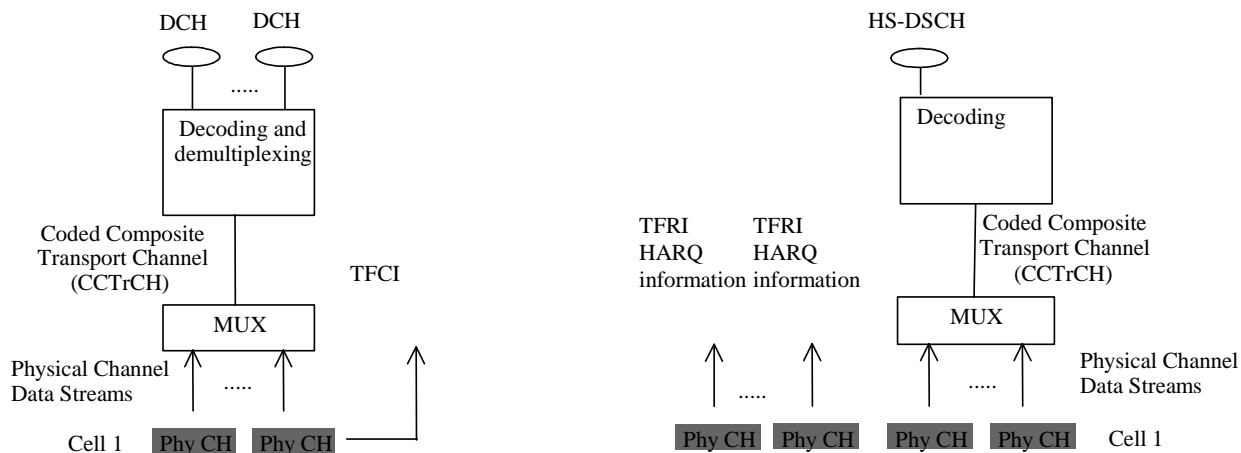 DCH DCH
.....
Decoding and
demultiplexing
Coded Composite
Transport Channel
(CCTrCH)
TFCI
MUX
Physical Channel
Data Streams
.....
Cell 1 Phy CH Phy CH
HS-DSCH
Decoding
TFRI TFRI
HARQ HARQ
information information
Coded Composite
Transport Channel
(CCTrCH)
MUX
Physical Channel
Data Streams
..... .....
Phy CH Phy CH Phy CH Phy CH Cell 1